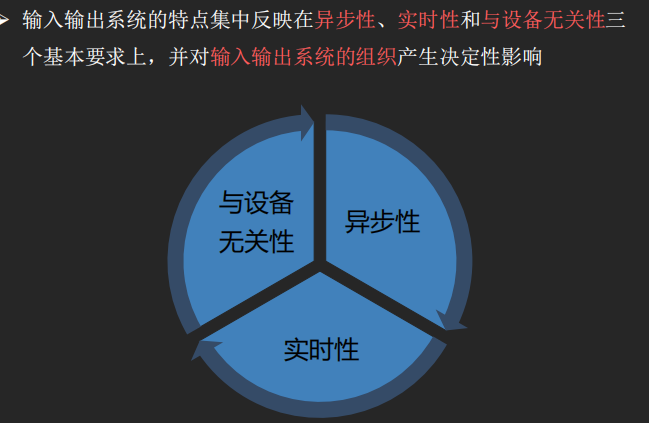 输入输出系统的特点集中反映在异步性、实时性和与设备无关性三
个基本要求上，并对输入输出系统的组织产生决定性影响
与设备
无关性
异步性
实时性